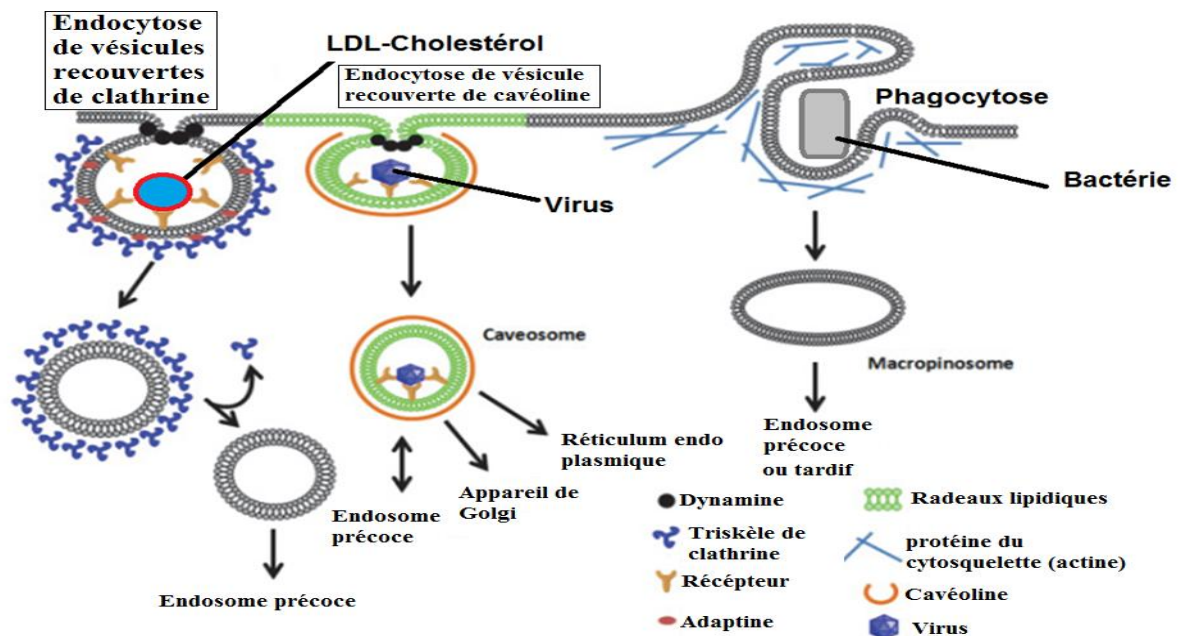 Endocytose
de vésicules
recouvertes
de clathrine
LDL-Cholestérol
Endocytose de vésicule
recouverte de cavéoline
Phagocytose
Bactérie
Virus
Caveosome
Macropinosome
Réticulum endo
plasmique
Appareil de
Golgi
Endosome
précoce
Endosome précoce
Endosome
précoce
ou tardif
Dynamine
Triskèle de
clathrine
Récépteur
Adaptine
Radeaux lipidiques
protéine du
cytosquelette (actine)
Cavéoline
Virus